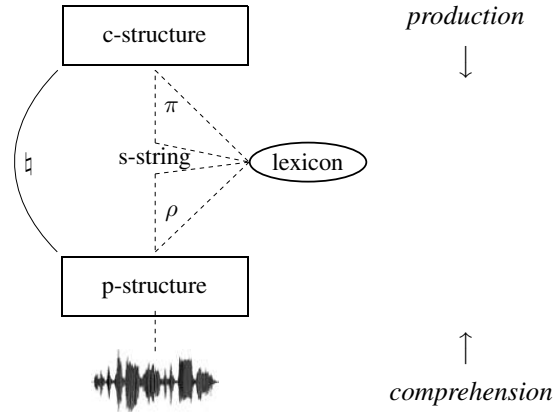 production
c-structure
↓
π
s-string
lexicon
♮
ρ
p-structure
↑
comprehension